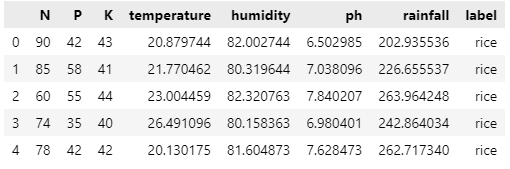 N P K temperature humidity ph rainfall label
0 90 42 43 20.879744 82.002744 6.502985 202.935536 rice
1 85 58 41 21.770462 80.319644 7.038096 226.655537 rice
2 60 55 44 23.004459 82.320763 7.840207 263.964248 rice
3 74 35 40 26.491096 80.158363 6.980401 242.864034 rice
4 78 42 42 20.130175 81.604873 7.628473 262.717340 rice